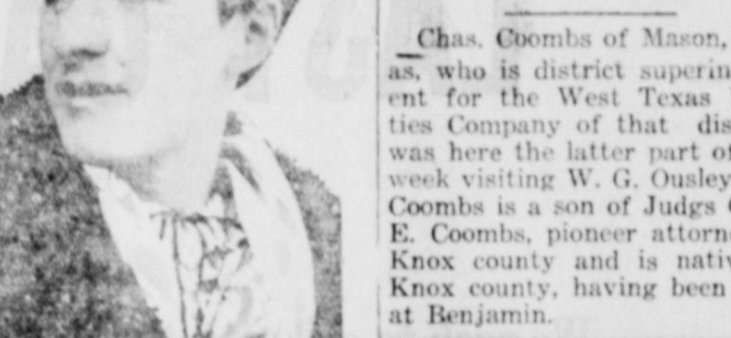 Chas. Coombs of Mason,
as, who is district superin
ent for the West Texas
ties Company of that dis
was here the latter part of
week visiting W. G. Ousley
Coombs is a son of Judgs
E. Coombs, pioneer attorn
Knox county and is nativ
Knox county, having been
at Benjamin.